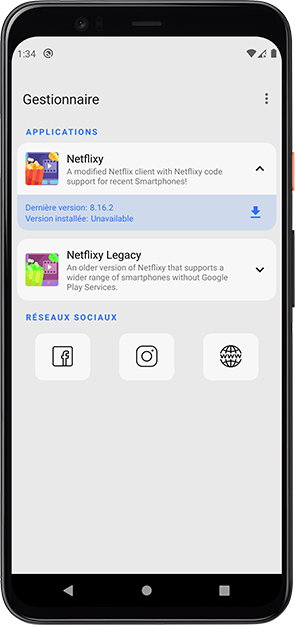 1:34
Gestionnaire
APPLICATIONS
Netflixy
A modified Netflix client with Netflixy code
support for recent Smartphones!
Dernière version: 8.16.2
Version installée: Unavailable
Netflixy Legacy
An older version of Netflixy that supports a
wider range of smartphones without Google
Play Services.
RÉSEAUX SOCIAUX
www